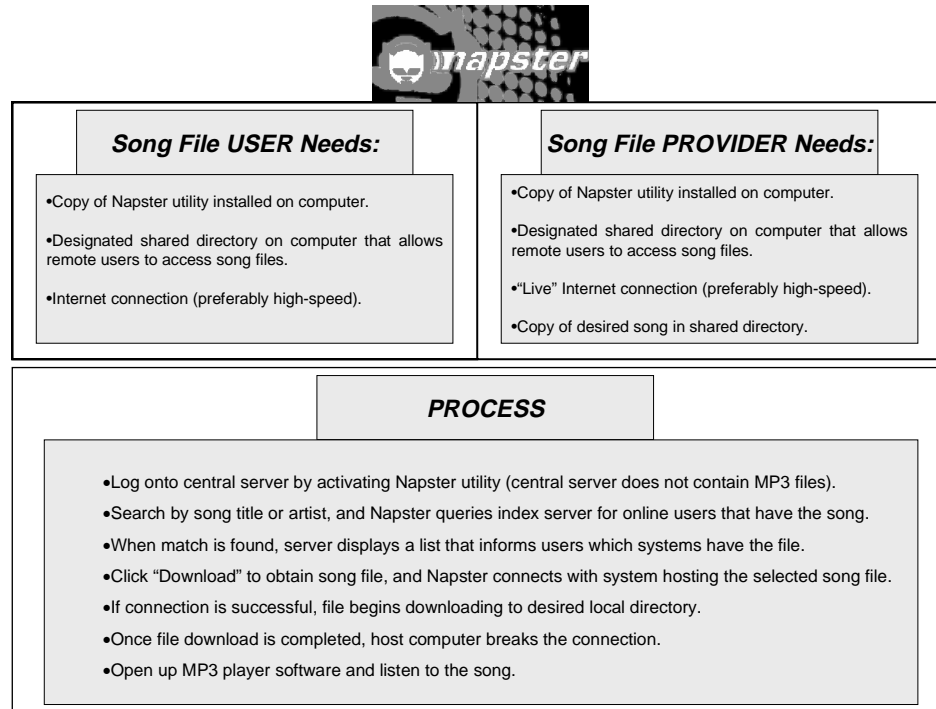 napster
Song File USER Needs:
•Copy of Napster utility installed on computer.
•Designated shared directory on computer that allows
remote users to access song files.
•Internet connection (preferably high-speed).
Song File PROVIDER Needs:
•Copy of Napster utility installed on computer.
•Designated shared directory on computer that allows
remote users to access song files.
•“Live” Internet connection (preferably high-speed).
•Copy of desired song in shared directory.
PROCESS
•Log onto central server by activating Napster utility (central server does not contain MP3 files).
•Search by song title or artist, and Napster queries index server for online users that have the song.
•When match is found, server displays a list that informs users which systems have the file.
•Click “Download” to obtain song file, and Napster connects with system hosting the selected song file.
•If connection is successful, file begins downloading to desired local directory.
•Once file download is completed, host computer breaks the connection.
•Open up MP3 player software and listen to the song.